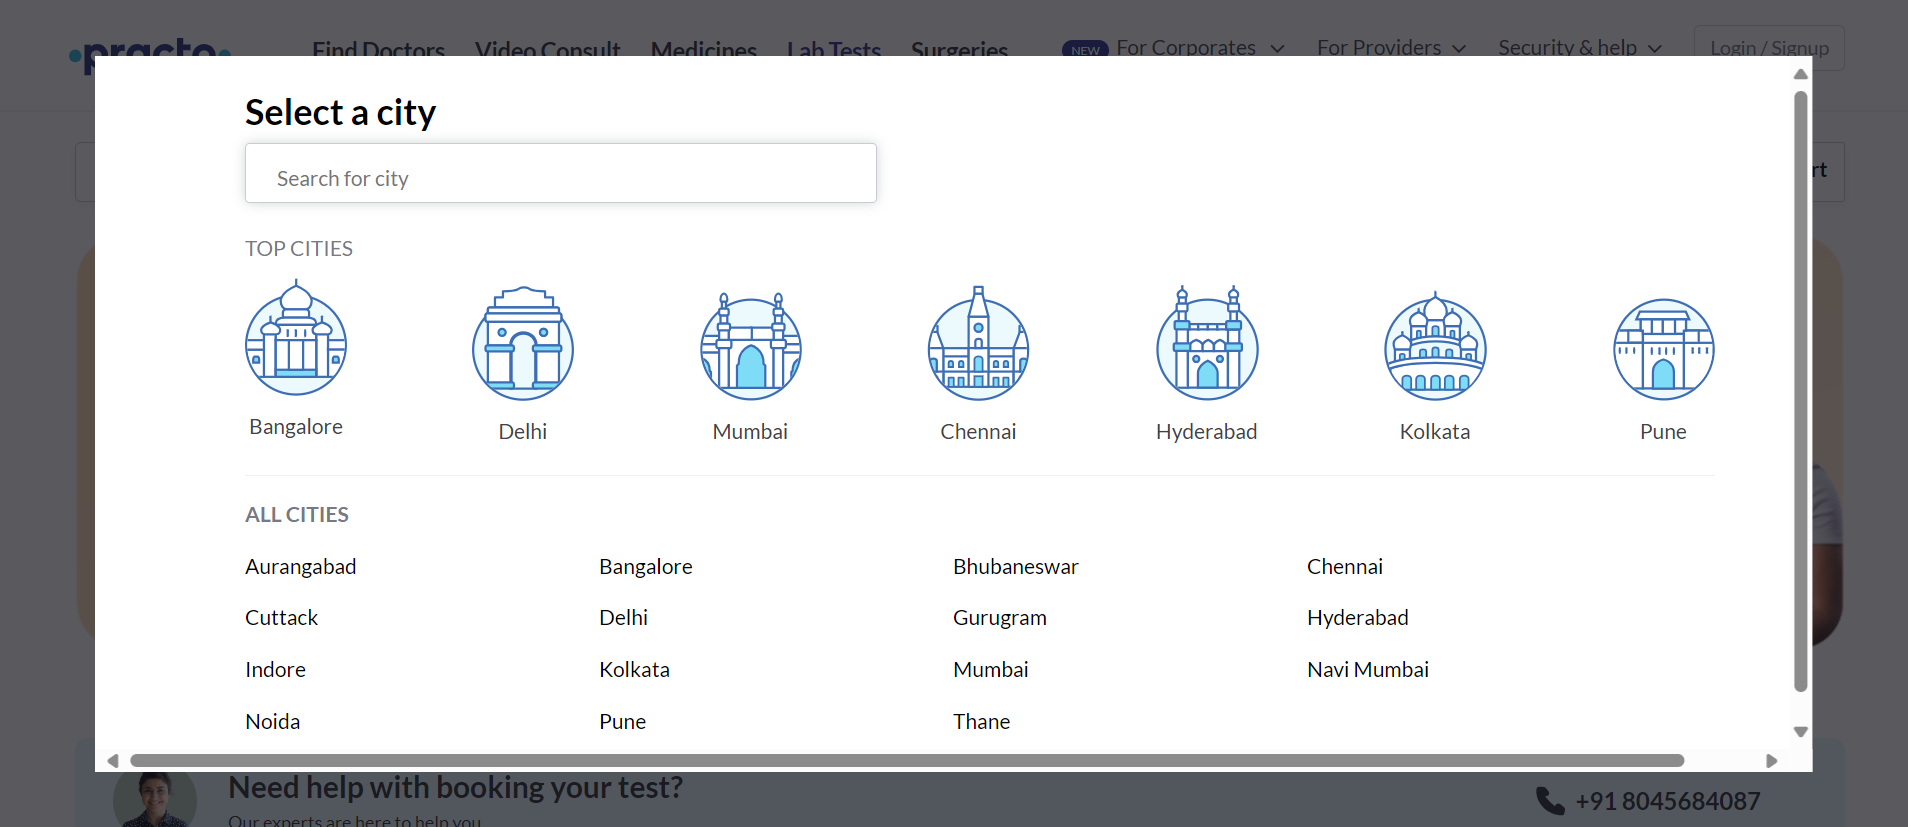 practo
Find Doctors Video Consult Medicines Lab Tests Surgeries NEW For Corporates For Providers Security & help Login / Signup
Select a city
Search for city
rt
TOP CITIES
Bangalore Delhi Mumbai Chennai Hyderabad Kolkata Pune
ALL CITIES
Aurangabad Bangalore Bhubaneswar Chennai
Cuttack Delhi Gurugram Hyderabad
Indore Kolkata Mumbai Navi Mumbai
Noida Pune Thane
Need help with booking your test?
+91 8045684087
Our experts are here to help you